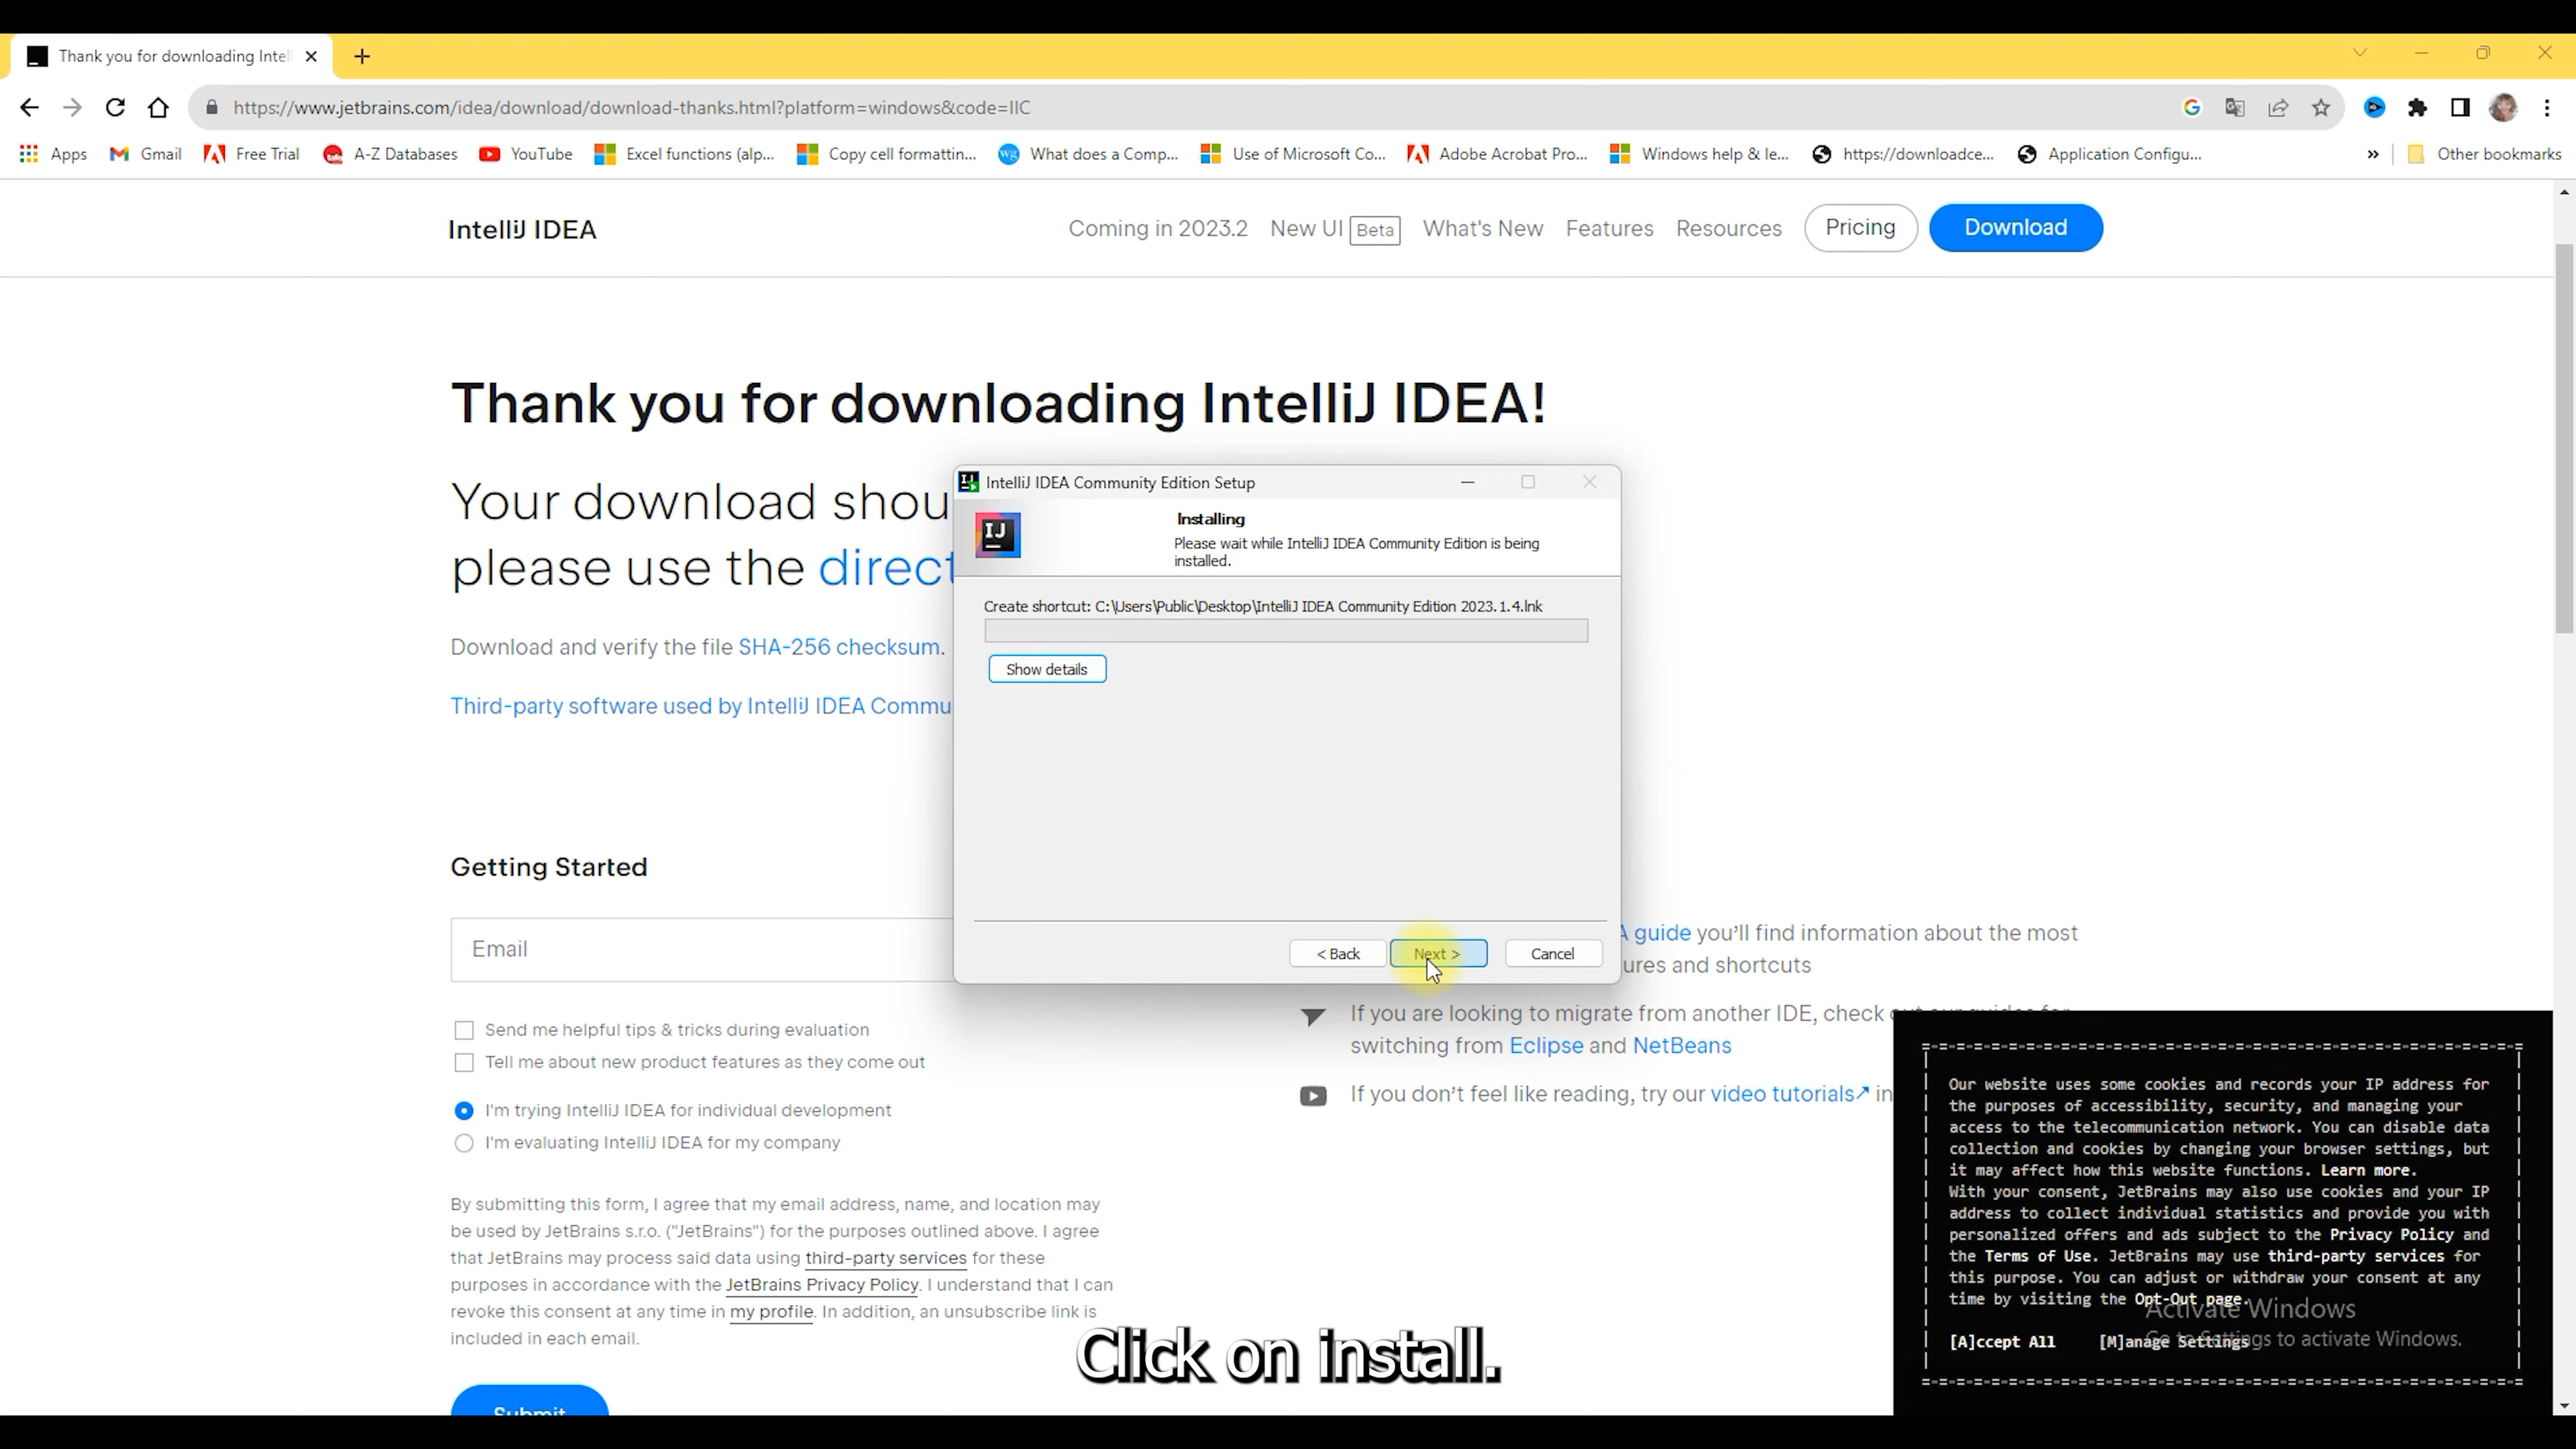 Thank you for downloading Intel
https://www.jetbrains.com/idea/download/download-thanks.html?platform=windows&code=IIC
Apps
Gmail
Free Trial
A-Z Databases
YouTube
Excel functions (alp...
Copy cell formattin...
What does a Comp...
Use of Microsoft Co...
Adobe Acrobat Pro...
Windows help & le...
https://downloadce...
Application Configu...
»
Other bookmarks
IntelliJ IDEA
Coming in 2023.2
New UI Beta
What's New
Features
Resources
Pricing
Download
Thank you for downloading IntelliJ IDEA!
Your download shou
please use the direct
Download and verify the file SHA-256 checksum.
Third-party software used by IntelliJ IDEA Commu
IntelliJ IDEA Community Edition Setup
IJ
Installing
Please wait while IntelliJ IDEA Community Edition is being
installed.
Create shortcut: C:\Users\Public\Desktop\IntelliJ IDEA Community Edition 2023.1.4.lnk
Show details
< Back
Next >
Cancel
Getting Started
Email
Send me helpful tips & tricks during evaluation
Tell me about new product features as they come out
I'm trying IntelliJ IDEA for individual development
I'm evaluating IntelliJ IDEA for my company
By submitting this form, I agree that my email address, name, and location may
be used by JetBrains s.r.o. ("JetBrains") for the purposes outlined above. I agree
that JetBrains may process said data using third-party services for these
purposes in accordance with the JetBrains Privacy Policy. I understand that I can
revoke this consent at any time in my profile. In addition, an unsubscribe link is
included in each email.
Submit
guide you'll find information about the most
ures and shortcuts
If you are looking to migrate from another IDE, check out our guides for
switching from Eclipse and NetBeans
If you don't feel like reading, try our video tutorials↗ in
Our website uses some cookies and records your IP address for
the purposes of accessibility, security, and managing your
access to the telecommunication network. You can disable data
collection and cookies by changing your browser settings, but
it may affect how this website functions. Learn more.
With your consent, JetBrains may also use cookies and your IP
address to collect individual statistics and provide you with
personalized offers and ads subject to the Privacy Policy and
the Terms of Use. JetBrains may use third-party services for
this purpose. You can adjust or withdraw your consent at any
time by visiting the Opt-Out page.
[A]ccept All
[M]anage Settings
Activate Windows
Go to Settings to activate Windows.
Click on install.